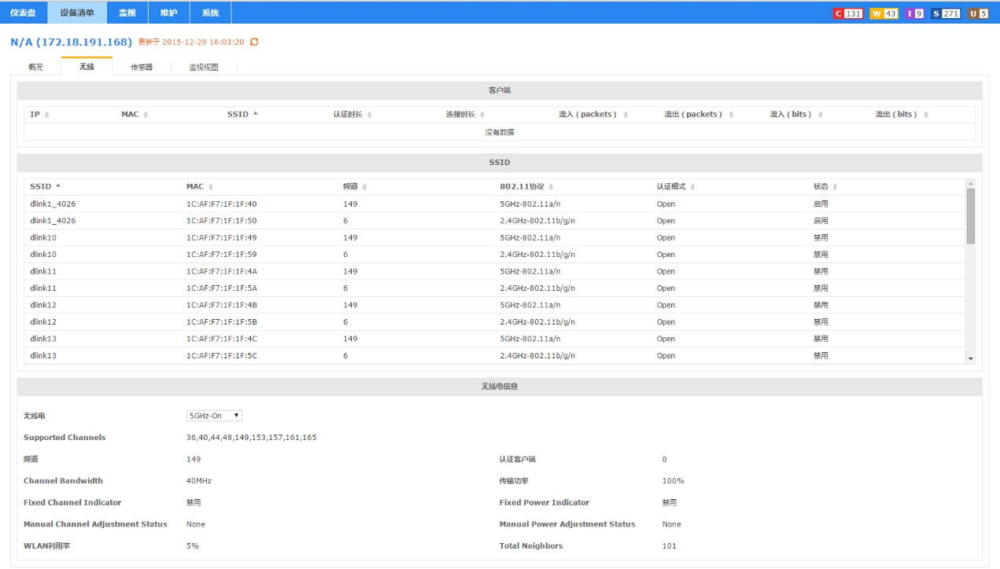 仪表盘 设备清单 监视 维护 系统 C 131 W 43 I 9 S 271 U 5
N/A (172.18.191.168) 更新于 2015-12-29 16:03:20
概况 无线 传感器 监视视图
客户端
IP MAC SSID 认证时长 连接时长 流入 ( packets ) 流出 ( packets ) 流入 ( bits ) 流出 ( bits )
没有数据
SSID
SSID MAC 频道 802.11协议 认证模式 状态
dlink1_4026 1C:AF:F7:1F:1F:40 149 5GHz-802.11a/n Open 启用
dlink1_4026 1C:AF:F7:1F:1F:50 6 2.4GHz-802.11b/g/n Open 启用
dlink10 1C:AF:F7:1F:1F:49 149 5GHz-802.11a/n Open 禁用
dlink10 1C:AF:F7:1F:1F:59 6 2.4GHz-802.11b/g/n Open 禁用
dlink11 1C:AF:F7:1F:1F:4A 149 5GHz-802.11a/n Open 禁用
dlink11 1C:AF:F7:1F:1F:5A 6 2.4GHz-802.11b/g/n Open 禁用
dlink12 1C:AF:F7:1F:1F:4B 149 5GHz-802.11a/n Open 禁用
dlink12 1C:AF:F7:1F:1F:5B 6 2.4GHz-802.11b/g/n Open 禁用
dlink13 1C:AF:F7:1F:1F:4C 149 5GHz-802.11a/n Open 禁用
dlink13 1C:AF:F7:1F:1F:5C 6 2.4GHz-802.11b/g/n Open 禁用
无线电信息
无线电 5GHz-On
Supported Channels 36,40,44,48,149,153,157,161,165
频道 149 认证客户端 0
Channel Bandwidth 40MHz 传输功率 100%
Fixed Channel Indicator 禁用 Fixed Power Indicator 禁用
Manual Channel Adjustment Status None Manual Power Adjustment Status None
WLAN利用率 5% Total Neighbors 101